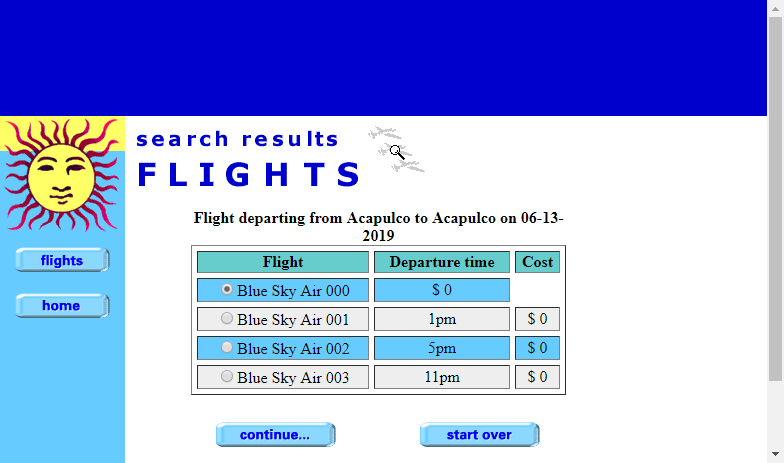 search results
FLIGHTS
flights
home
Flight departing from Acapulco to Acapulco on 06-13-
2019
Flight Departure time Cost
Blue Sky Air 000 $ 0
Blue Sky Air 001 1pm $ 0
Blue Sky Air 002 5pm $ 0
Blue Sky Air 003 11pm $ 0
continue... start over